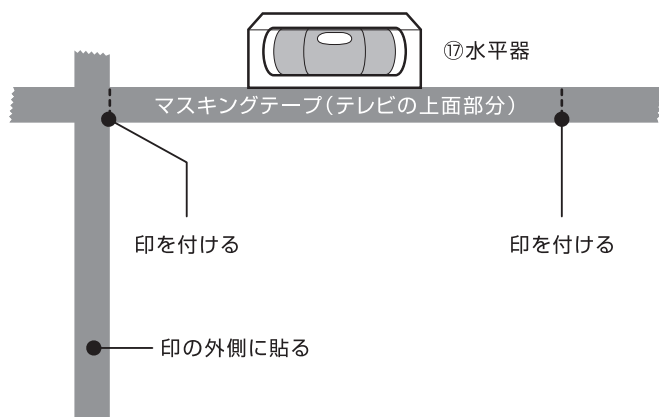 ⑰水平器
マスキングテープ(テレビの上面部分)
印を付ける
印を付ける
印の外側に貼る